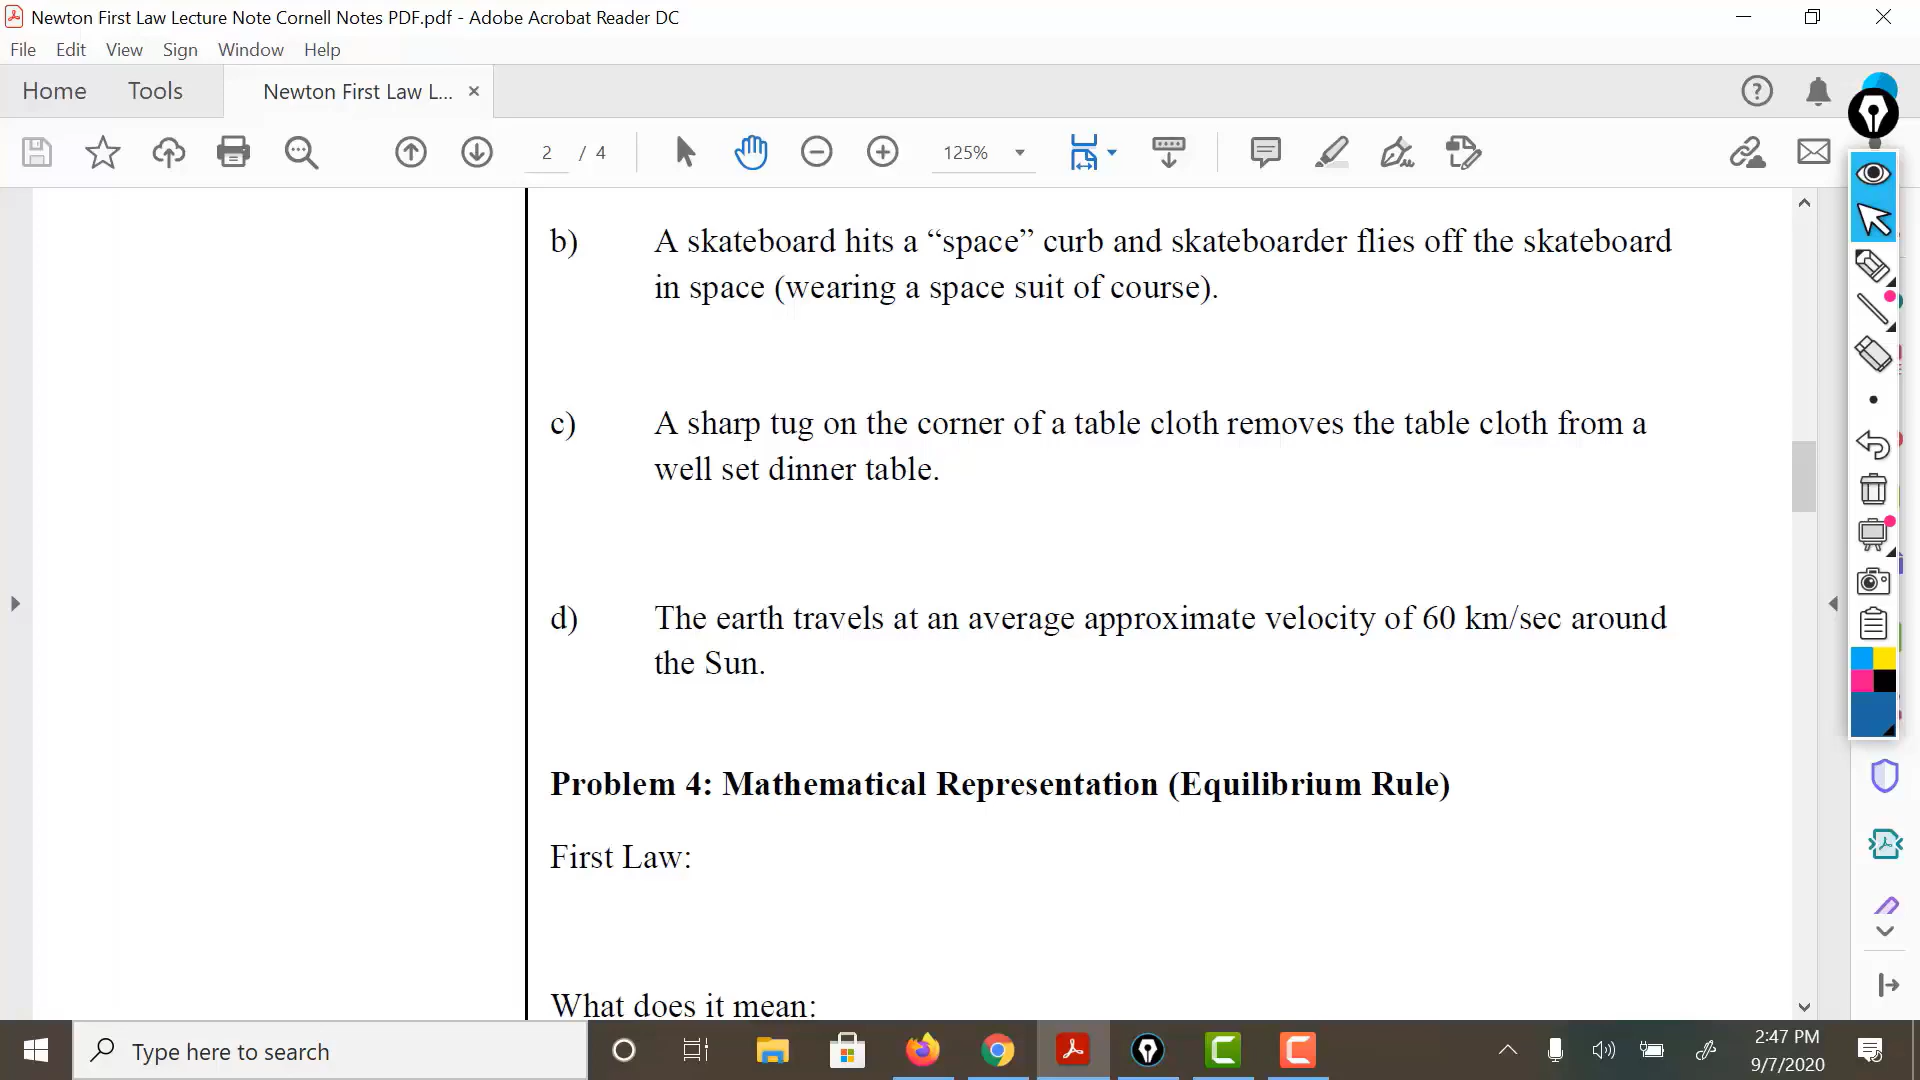 Newton First Law Lecture Note Cornell Notes PDF.pdf - Adobe Acrobat Reader DC
File Edit View Sign Window Help
Home Tools Newton First Law L... ×
2 / 4 125%
b) A skateboard hits a “space” curb and skateboarder flies off the skateboard
in space (wearing a space suit of course).
c) A sharp tug on the corner of a table cloth removes the table cloth from a
well set dinner table.
d) The earth travels at an average approximate velocity of 60 km/sec around
the Sun.
Problem 4: Mathematical Representation (Equilibrium Rule)
First Law:
What does it mean:
Type here to search
2:47 PM
9/7/2020